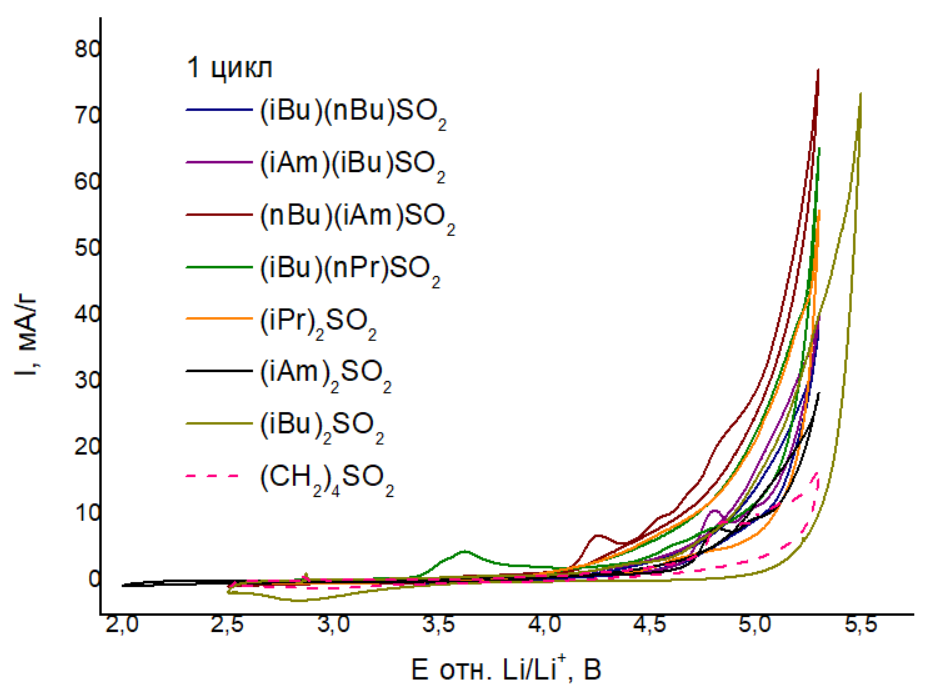 80
70
60
50
40
30
20
10
0
I, мА/г
1 цикл
(iBu)(nBu)SO₂
(iAm)(iBu)SO₂
(nBu)(iAm)SO₂
(iBu)(nPr)SO₂
(iPr)₂SO₂
(iAm)₂SO₂
(iBu)₂SO₂
(CH₂)₄SO₂
2,0 2,5 3,0 3,5 4,0 4,5 5,0 5,5
E отн. Li/Li⁺, В